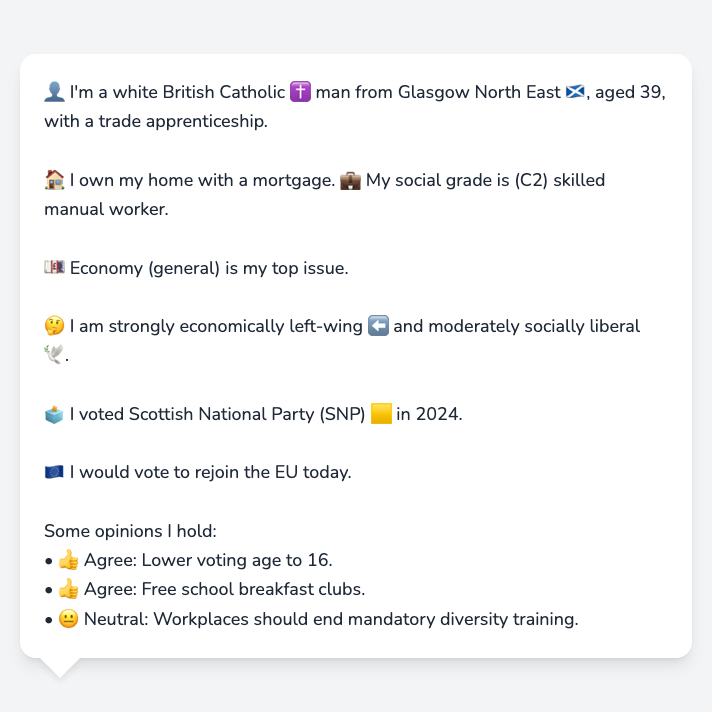 👤 I'm a white British Catholic ✝️ man from Glasgow North East 🏴󠁧󠁢󠁳󠁣󠁴󠁿, aged 39,
with a trade apprenticeship.
🏠 I own my home with a mortgage. 💼 My social grade is (C2) skilled
manual worker.
💷 Economy (general) is my top issue.
🤔 I am strongly economically left-wing ⬅️ and moderately socially liberal
🕊️.
🗳️ I voted Scottish National Party (SNP) 🟨 in 2024.
🇪🇺 I would vote to rejoin the EU today.
Some opinions I hold:
• 👍 Agree: Lower voting age to 16.
• 👍 Agree: Free school breakfast clubs.
• 😐 Neutral: Workplaces should end mandatory diversity training.